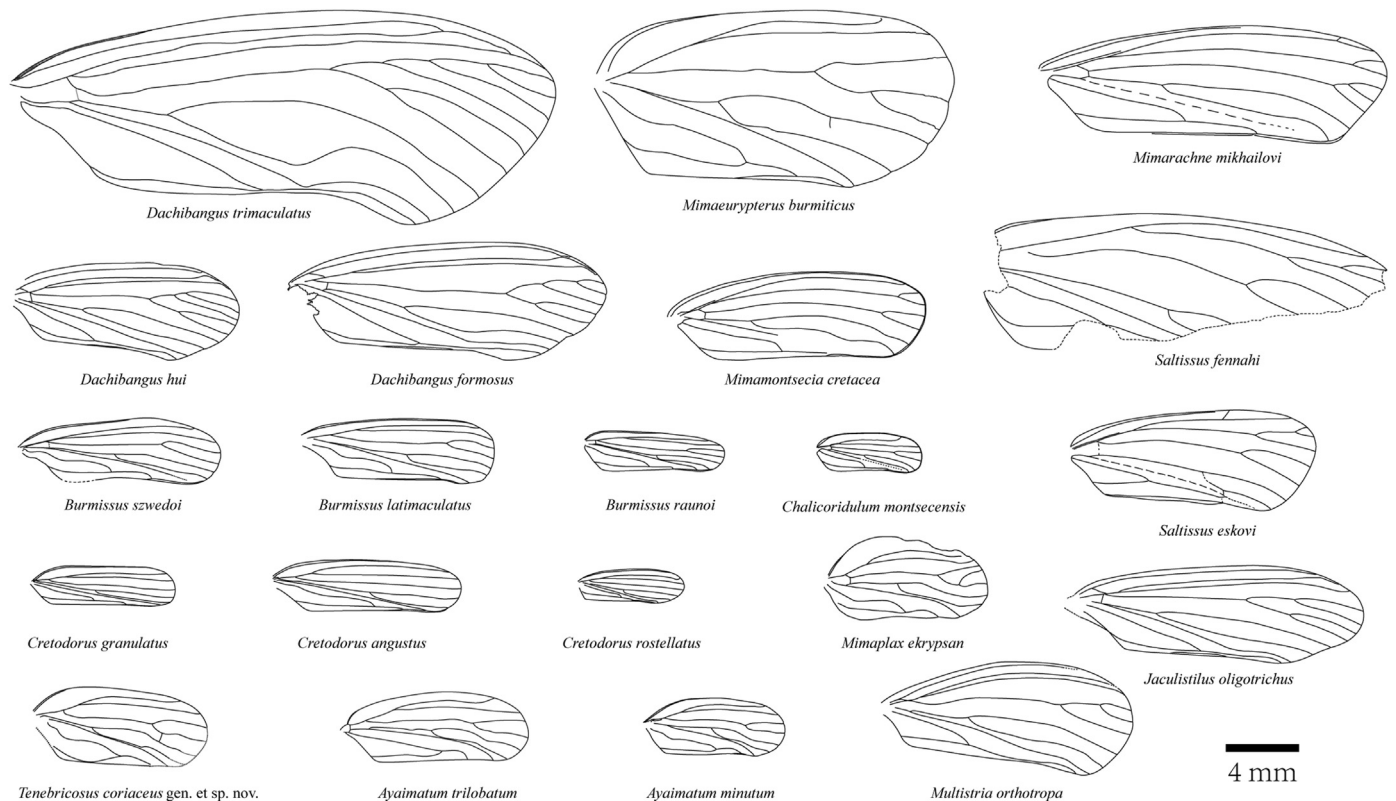 Dachibangus trimaculatus
Mimaeurypterus burmiticus
Mimarachne mikhailovi
Dachibangus hui
Dachibangus formosus
Mimamontsecia cretacea
Saltissus fennahi
Burmissus szwedoi
Burmissus latimaculatus
Burmissus raunoi
Chalicoridulum montsecensis
Saltissus eskovi
Cretodorus granulatus
Cretodorus angustus
Cretodorus rostellatus
Mimaplax ekrypsan
Jaculistilus oligotrichus
Tenebricosus coriaceus gen. et sp. nov.
Ayaimatum trilobatum
Ayaimatum minutum
Multistria orthotropa
4 mm